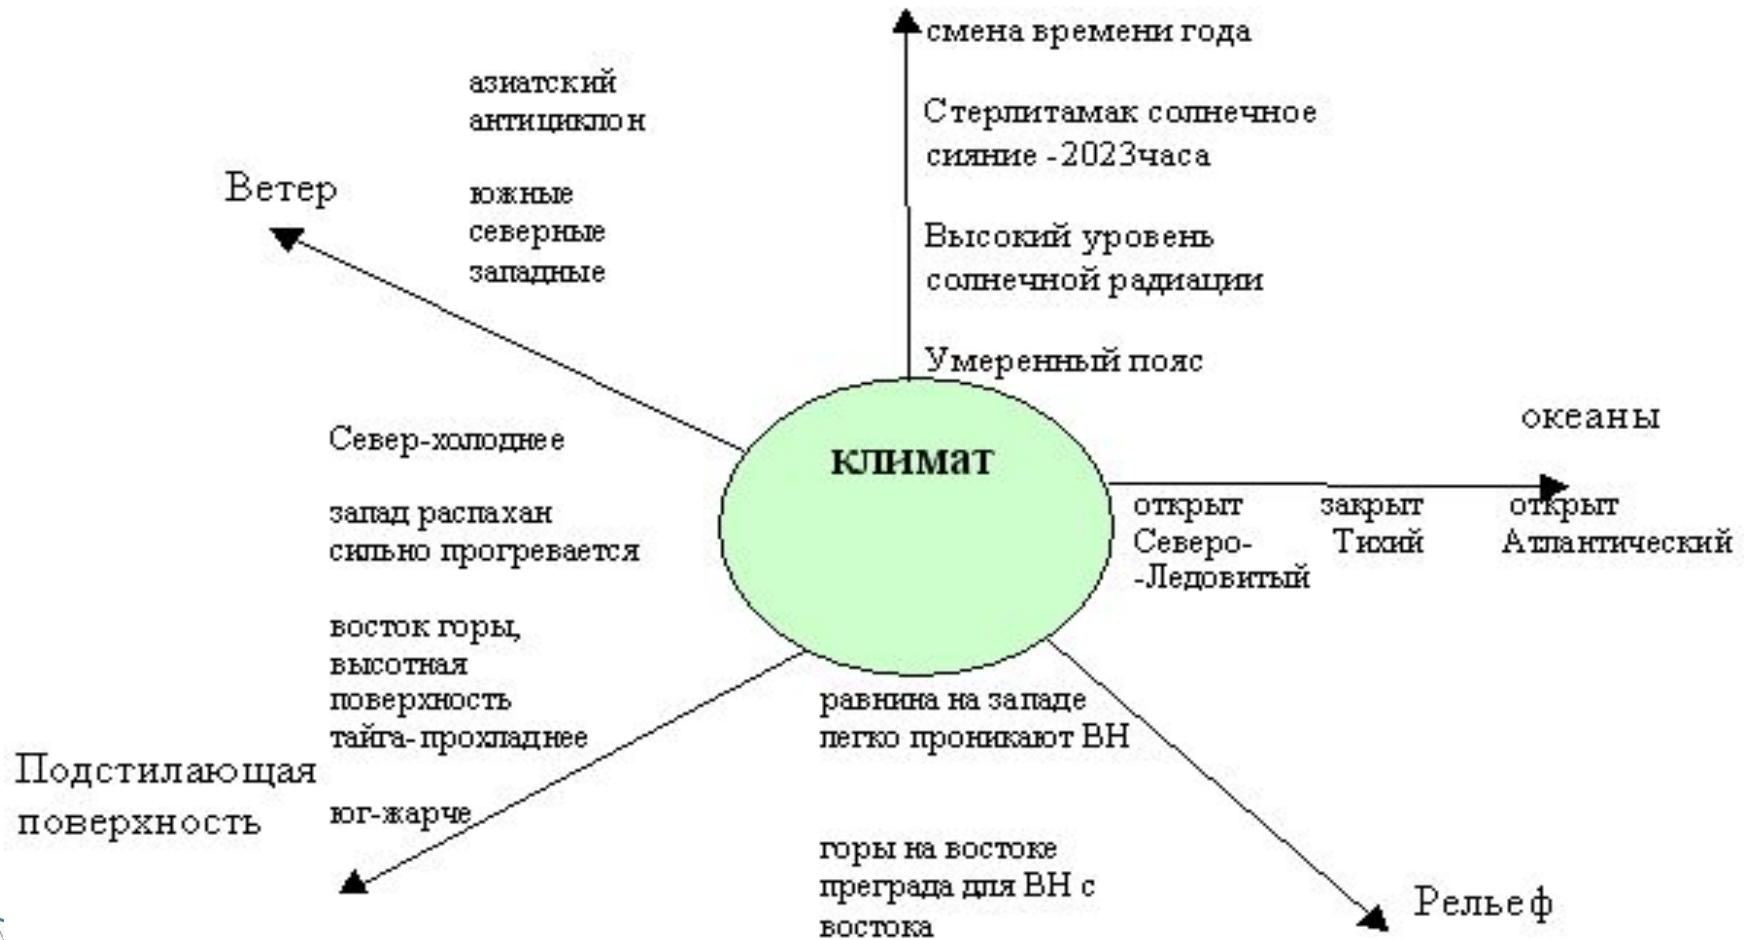 смена времени года
Стерлитамак солнечное
сияние -2023часа
Высокий уровень
солнечной радиации
Умеренный пояс
азиатский
антициклон
южные
северные
западные
Ветер
климат
океаны
открыт
Северо-
-Ледовитый
закрыт
Тихий
открыт
Атлантический
Север-холоднее
запад распахан
сильно прогревается
восток горы,
высотная
поверхность
тайга-прохладнее
юг-жарче
Подстилающая
поверхность
равнина на западе
легко проникают ВН
горы на востоке
преграда для ВН с
востока
Рельеф